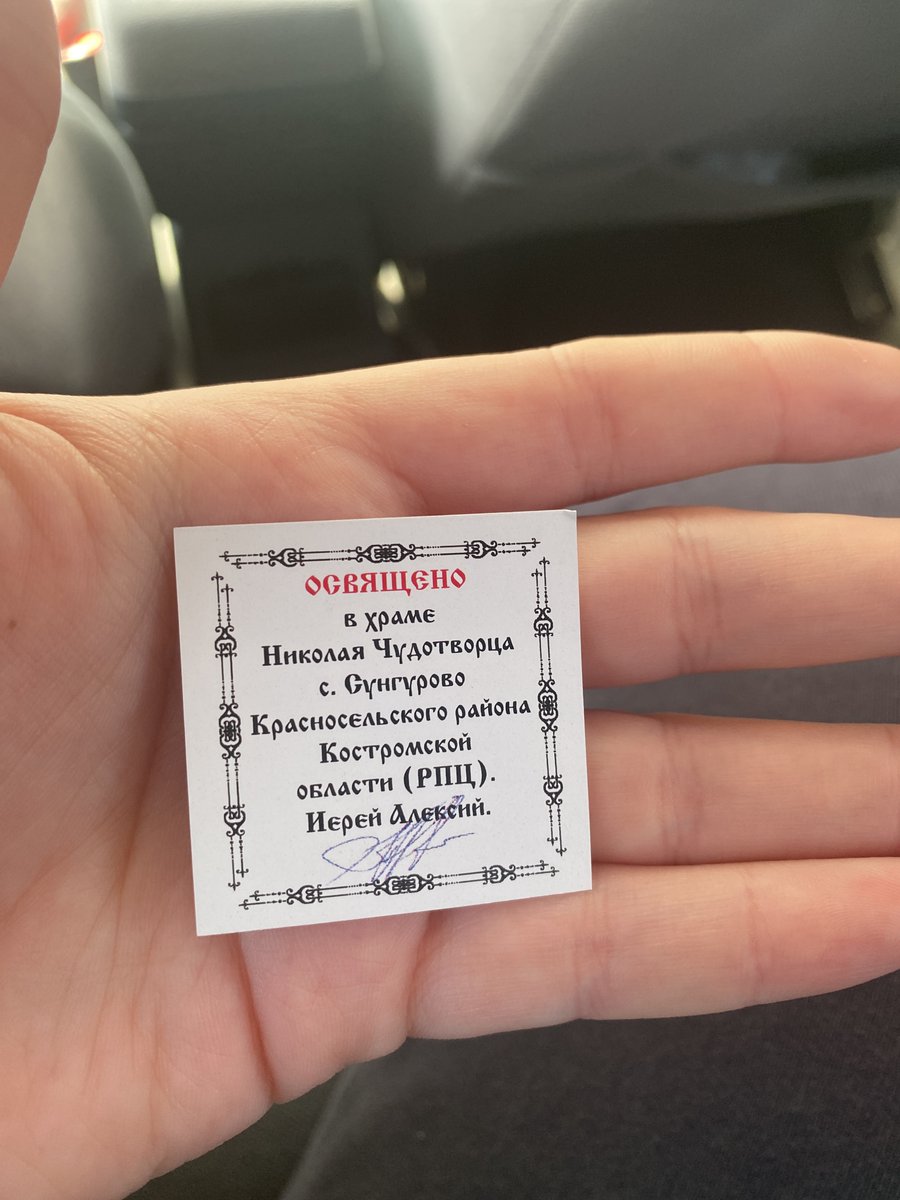 ОСВЯЩЕНО
в храме
Николая Чудотворца
с. Сунгурово
Красносельского района
Костромской
области (РПЦ).
Иерей Алексий.